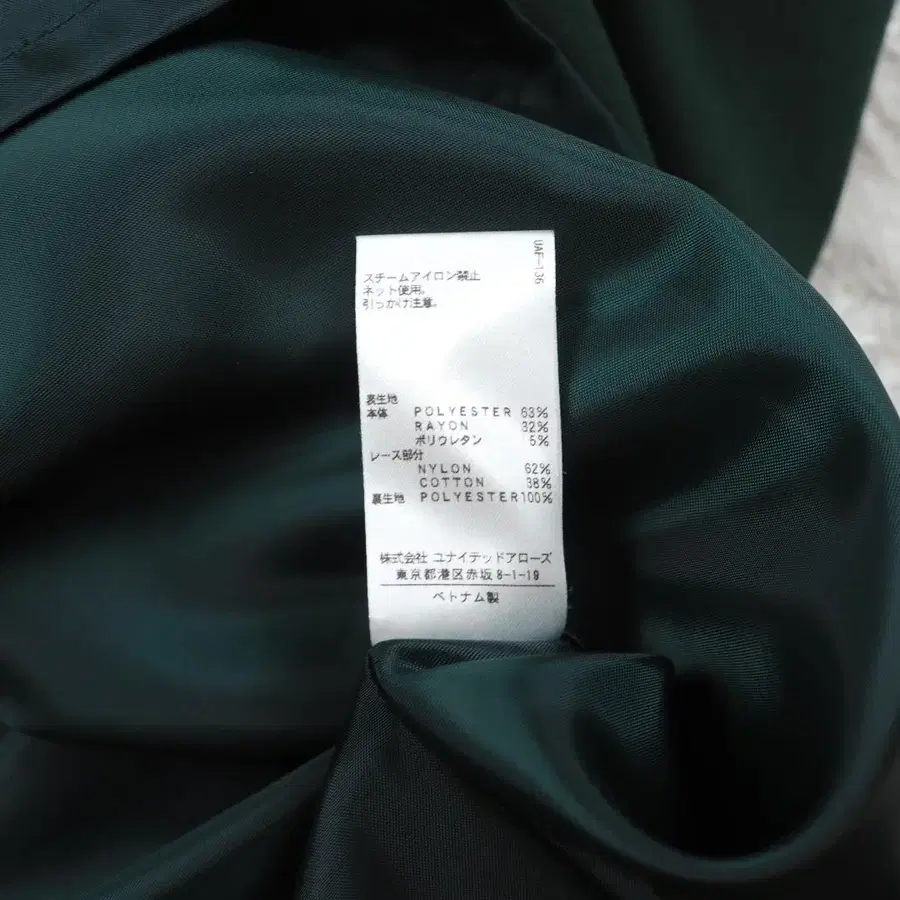 UAF-136
スチームアイロン禁止
ネット使用。
引っかけ注意。
表生地
本体 POLYESTER 63%
RAYON 32%
ポリウレタン 5%
レース部分
NYLON 62%
COTTON 38%
裏生地 POLYESTER100%
株式会社 ユナイテッドアローズ
東京都港区赤坂8-1-19
ベトナム製